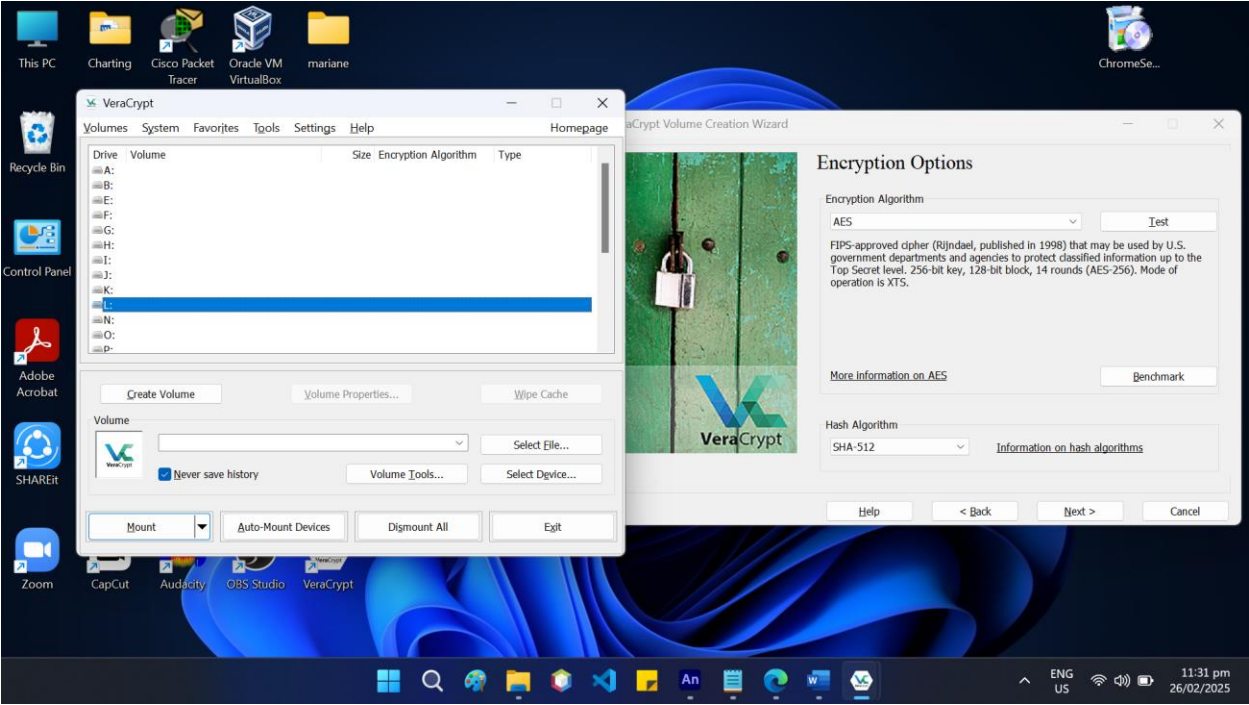 This PC
Charting
Cisco Packet
Tracer
Oracle VM
VirtualBox
mariane
ChromeSe...
Recycle Bin
Control Panel
Adobe
Acrobat
SHAREit
Zoom
CapCut
Audacity
OBS Studio
VeraCrypt
VeraCrypt
Volumes System Favorites Tools Settings Help Homepage
Drive Volume Size Encryption Algorithm Type
A:
B:
E:
F:
G:
H:
I:
J:
K:
L:
N:
O:
P:
Create Volume Volume Properties... Wipe Cache
Volume
VeraCrypt
Select File...
Never save history Volume Tools... Select Device...
Mount Auto-Mount Devices Dismount All Exit
aCrypt Volume Creation Wizard
VeraCrypt
Encryption Options
Encryption Algorithm
AES Test
FIPS-approved cipher (Rijndael, published in 1998) that may be used by U.S.
government departments and agencies to protect classified information up to the
Top Secret level. 256-bit key, 128-bit block, 14 rounds (AES-256). Mode of
operation is XTS.
More information on AES Benchmark
Hash Algorithm
SHA-512 Information on hash algorithms
Help < Back Next > Cancel
An
W
ENG
US
11:31 pm
26/02/2025